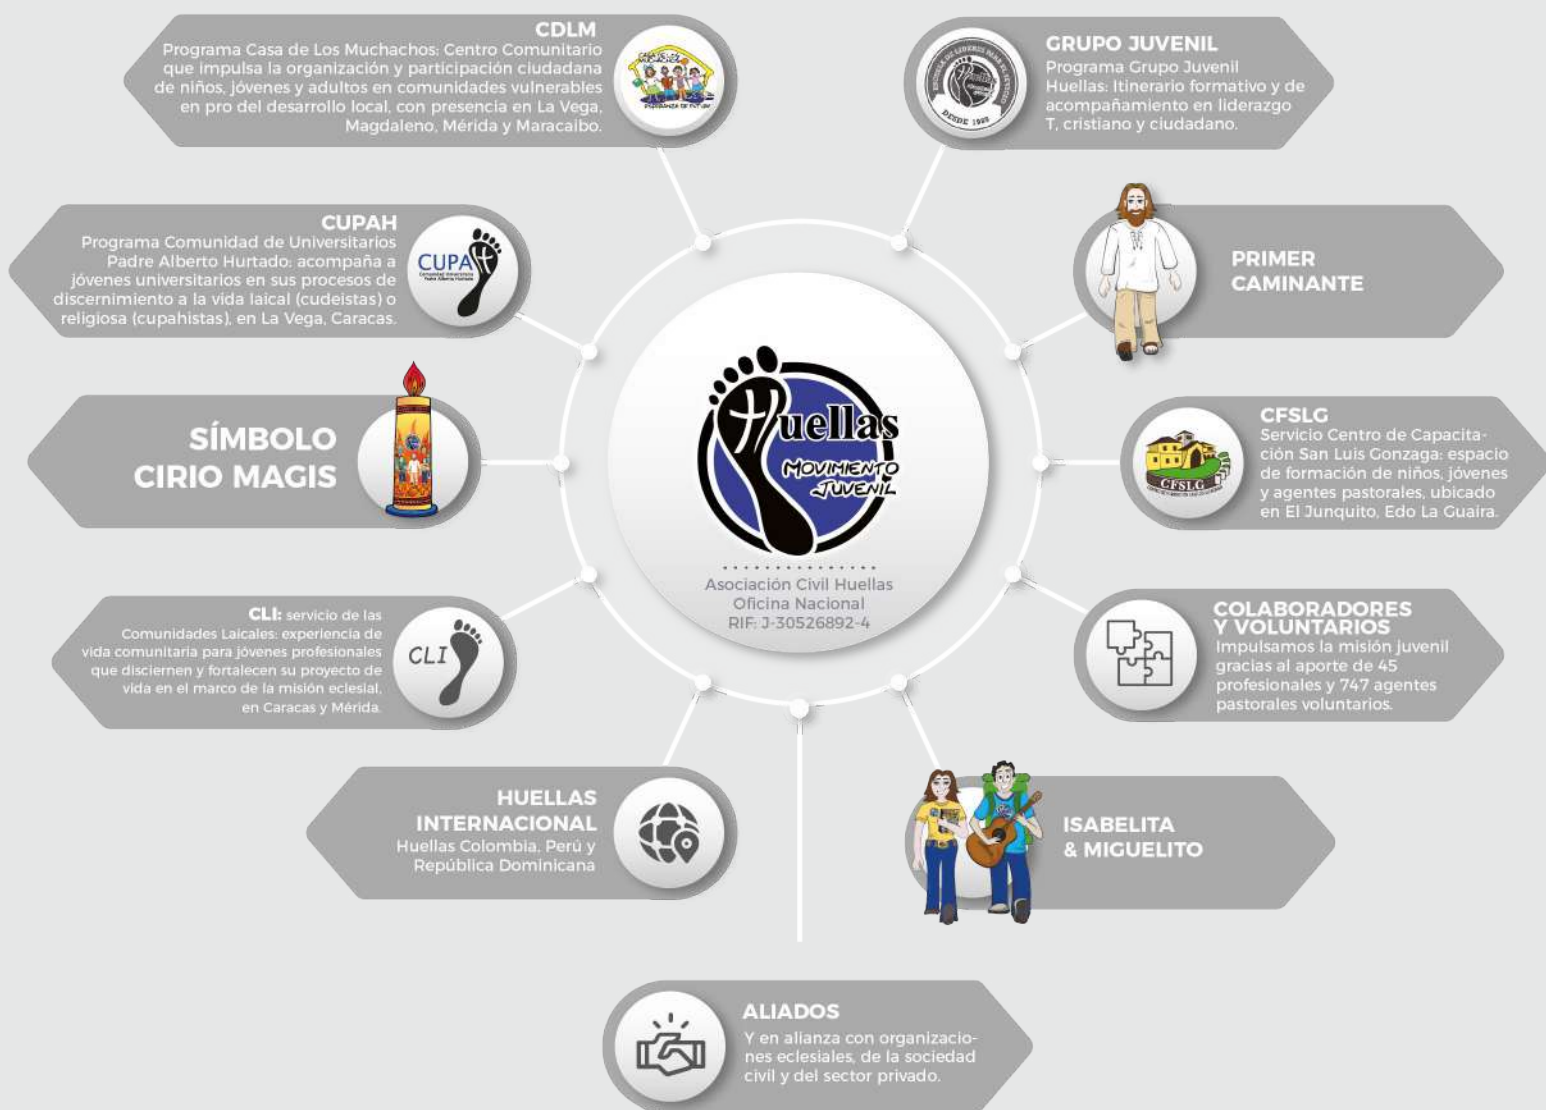 CDLM
Programa Casa de Los Muchachos: Centro Comunitario
que impulsa la organización y participación ciudadana
de niños, jóvenes y adultos en comunidades vulnerables
en pro del desarrollo local, con presencia en La Vega,
Magdaleno, Mérida y Maracaibo.
GRUPO JUVENIL
Programa Grupo Juvenil
Huellas: Itinerario formativo y de
acompañamiento en liderazgo
T, cristiano y ciudadano.
DESDE
CUPAH
Programa Comunidad de Universitarios
Padre Alberto Hurtado: acompaña a
jóvenes universitarios en sus procesos de
discernimiento a la vida laical (cudeistas) o
religiosa (cupahistas), en La Vega, Caracas.
CUPAH
Comunidad Universitaria
Padre Alberto Hurtado
PRIMER
CAMINANTE
SÍMBOLO
CIRIO MAGIS
Huellas
MOVIMIENTO
JUVENIL
Asociación Civil Huellas
Oficina Nacional
RIF: J-30526892-4
CFSLG
Servicio Centro de Capacita-
ción San Luis Gonzaga: espacio
de formación de niños, jóvenes
y agentes pastorales, ubicado
en El Junquito, Edo La Guaira.
CFSLG
CLI: servicio de las
Comunidades Laicales: experiencia de
vida comunitaria para jóvenes profesionales
que disciernen y fortalecen su proyecto de
vida en el marco de la misión eclesial,
en Caracas y Mérida.
CLI
COLABORADORES
Y VOLUNTARIOS
Impulsamos la misión juvenil
gracias al aporte de 45
profesionales y 747 agentes
pastorales voluntarios.
HUELLAS
INTERNACIONAL
Huellas Colombia, Perú y
República Dominicana
ISABELITA
& MIGUELITO
ALIADOS
Y en alianza con organizacio-
nes eclesiales, de la sociedad
civil y del sector privado.